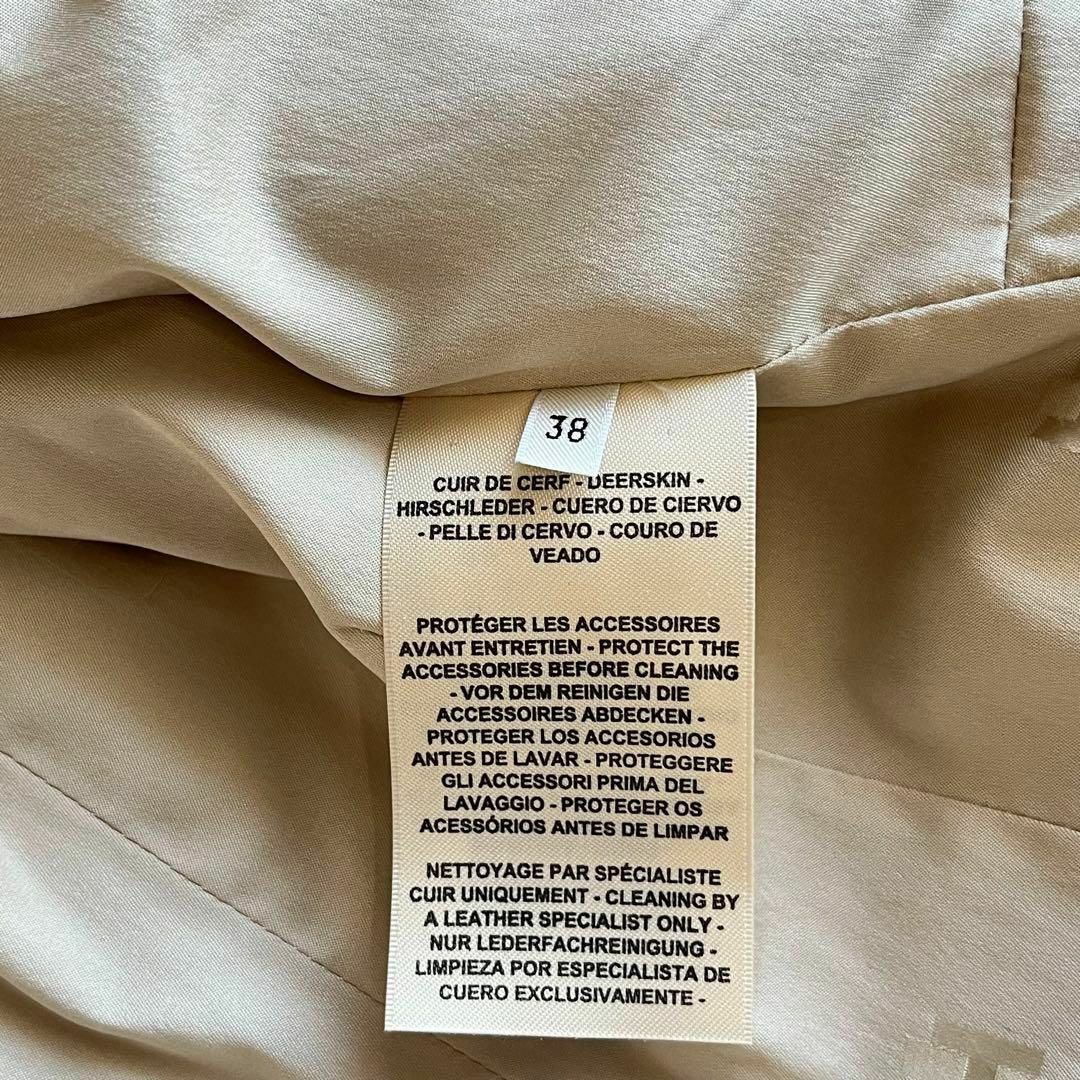 38
CUIR DE CERF - DEERSKIN -
HIRSCHLEDER - CUERO DE CIERVO
- PELLE DI CERVO - COURO DE
VEADO
PROTÉGER LES ACCESSOIRES
AVANT ENTRETIEN - PROTECT THE
ACCESSORIES BEFORE CLEANING
- VOR DEM REINIGEN DIE
ACCESSOIRES ABDECKEN -
PROTEGER LOS ACCESORIOS
ANTES DE LAVAR - PROTEGGERE
GLI ACCESSORI PRIMA DEL
LAVAGGIO - PROTEGER OS
ACESSÓRIOS ANTES DE LIMPAR
NETTOYAGE PAR SPÉCIALISTE
CUIR UNIQUEMENT - CLEANING BY
A LEATHER SPECIALIST ONLY -
NUR LEDERFACHREINIGUNG -
LIMPIEZA POR ESPECIALISTA DE
CUERO EXCLUSIVAMENTE -